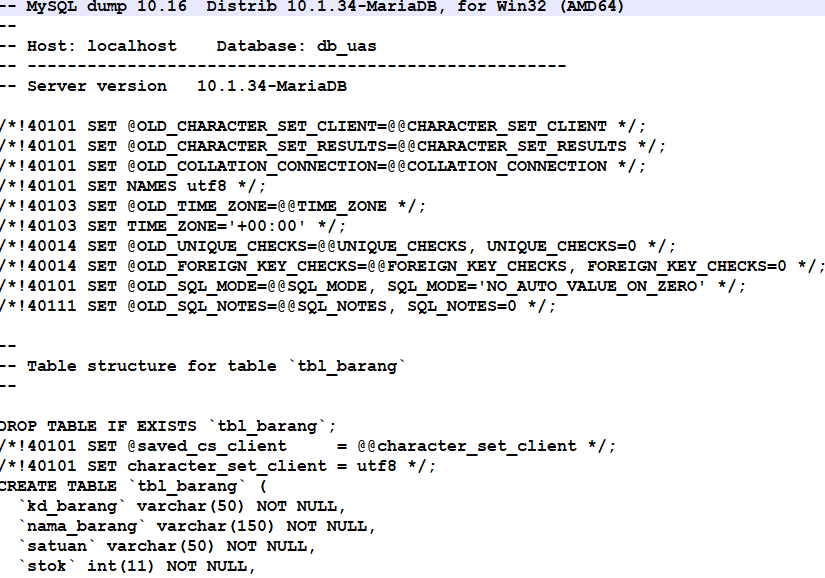 -- MySQL dump 10.16  Distrib 10.1.34-MariaDB, for Win32 (AMD64)
--
-- Host: localhost    Database: db_uas
-- ------------------------------------------------------
-- Server version   10.1.34-MariaDB
/*!40101 SET @OLD_CHARACTER_SET_CLIENT=@@CHARACTER_SET_CLIENT */;
/*!40101 SET @OLD_CHARACTER_SET_RESULTS=@@CHARACTER_SET_RESULTS */;
/*!40101 SET @OLD_COLLATION_CONNECTION=@@COLLATION_CONNECTION */;
/*!40101 SET NAMES utf8 */;
/*!40103 SET @OLD_TIME_ZONE=@@TIME_ZONE */;
/*!40103 SET TIME_ZONE='+00:00' */;
/*!40014 SET @OLD_UNIQUE_CHECKS=@@UNIQUE_CHECKS, UNIQUE_CHECKS=0 */;
/*!40014 SET @OLD_FOREIGN_KEY_CHECKS=@@FOREIGN_KEY_CHECKS, FOREIGN_KEY_CHECKS=0 */;
/*!40101 SET @OLD_SQL_MODE=@@SQL_MODE, SQL_MODE='NO_AUTO_VALUE_ON_ZERO' */;
/*!40111 SET @OLD_SQL_NOTES=@@SQL_NOTES, SQL_NOTES=0 */;
--
-- Table structure for table `tbl_barang`
--
DROP TABLE IF EXISTS `tbl_barang`;
/*!40101 SET @saved_cs_client     = @@character_set_client */;
/*!40101 SET character_set_client = utf8 */;
CREATE TABLE `tbl_barang` (
  `kd_barang` varchar(50) NOT NULL,
  `nama_barang` varchar(150) NOT NULL,
  `satuan` varchar(50) NOT NULL,
  `stok` int(11) NOT NULL,